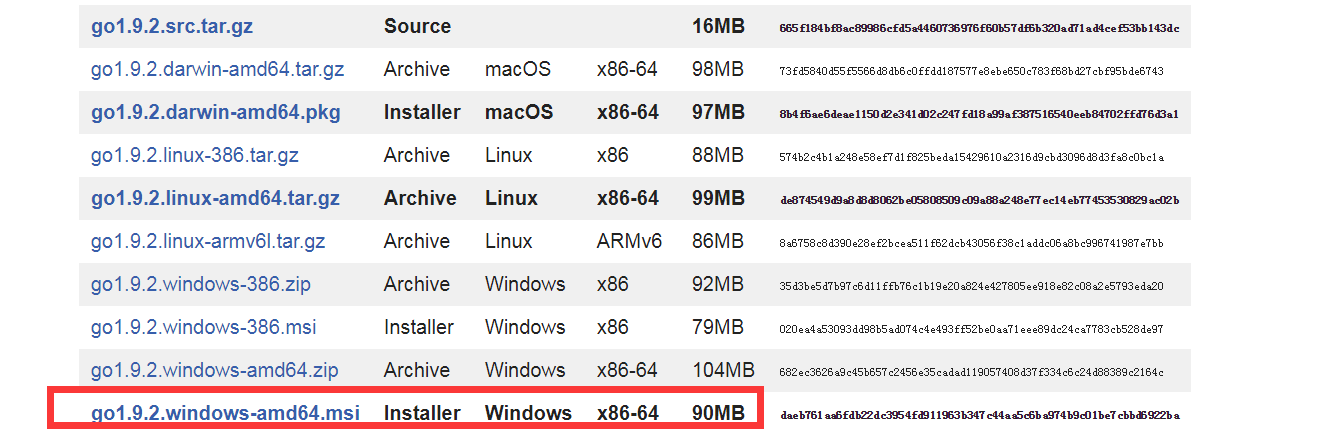 go1.9.2.src.tar.gz Source 16MB 665f184bf8ac89986cfd5a4460736976f60b57df6b320ad71ad4cef53bb143dc
go1.9.2.darwin-amd64.tar.gz Archive macOS x86-64 98MB 73fd5840d55f5566d8db6c0ffdd187577e8ebe650c783f68bd27cbf95bde6743
go1.9.2.darwin-amd64.pkg Installer macOS x86-64 97MB 8b4f6ae6deae1150d2e341d02c247fd18a99af387516540eeb84702ffd76d3a1
go1.9.2.linux-386.tar.gz Archive Linux x86 88MB 574b2c4b1a248e58ef7d1f825beda15429610a2316d9cbd3096d8d3fa8c0bc1a
go1.9.2.linux-amd64.tar.gz Archive Linux x86-64 99MB de874549d9a8d8d8062be05808509c09a88a248e77ec14eb77453530829ac02b
go1.9.2.linux-armv6l.tar.gz Archive Linux ARMv6 86MB 8a6758c8d390e28ef2bcea511f62dcb43056f38c1addc06a8bc996741987e7bb
go1.9.2.windows-386.zip Archive Windows x86 92MB 35d3be5d7b97c6d11ffb76c1b19e20a824e427805ee918e82c08a2e5793eda20
go1.9.2.windows-386.msi Installer Windows x86 79MB 020ea4a53093dd98b5ad074c4e493ff52be0aa71eee89dc24ca7783cb528de97
go1.9.2.windows-amd64.zip Archive Windows x86-64 104MB 682ec3626a9c45b657c2456e35cadad119057408d37f334c6c24d88389c2164c
go1.9.2.windows-amd64.msi Installer Windows x86-64 90MB daeb761aa6fdb22dc3954fd911963b347c44aa5c6ba974b9c01be7cbbd6922ba